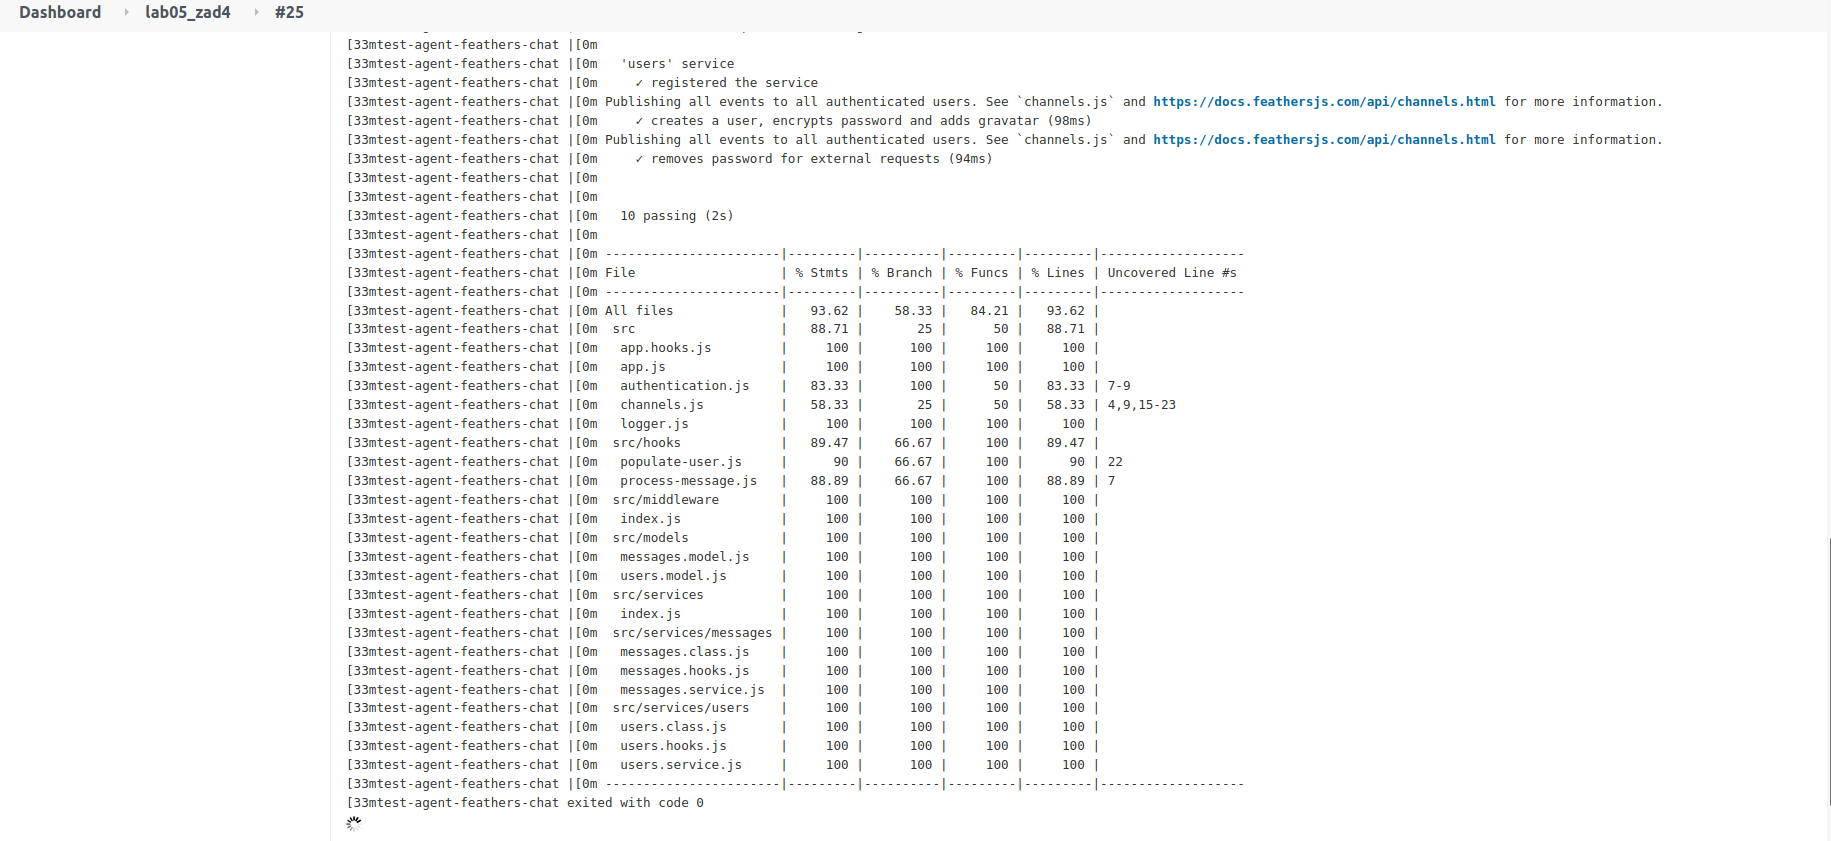 Dashboard › lab05_zad4 › #25
[33mtest-agent-feathers-chat |[0m
[33mtest-agent-feathers-chat |[0m   'users' service
[33mtest-agent-feathers-chat |[0m     ✓ registered the service
[33mtest-agent-feathers-chat |[0m Publishing all events to all authenticated users. See `channels.js` and https://docs.feathersjs.com/api/channels.html for more information.
[33mtest-agent-feathers-chat |[0m     ✓ creates a user, encrypts password and adds gravatar (98ms)
[33mtest-agent-feathers-chat |[0m Publishing all events to all authenticated users. See `channels.js` and https://docs.feathersjs.com/api/channels.html for more information.
[33mtest-agent-feathers-chat |[0m     ✓ removes password for external requests (94ms)
[33mtest-agent-feathers-chat |[0m
[33mtest-agent-feathers-chat |[0m
[33mtest-agent-feathers-chat |[0m   10 passing (2s)
[33mtest-agent-feathers-chat |[0m
[33mtest-agent-feathers-chat |[0m -----------------------|---------|----------|---------|---------|-------------------
[33mtest-agent-feathers-chat |[0m File                   | % Stmts | % Branch | % Funcs | % Lines | Uncovered Line #s
[33mtest-agent-feathers-chat |[0m -----------------------|---------|----------|---------|---------|-------------------
[33mtest-agent-feathers-chat |[0m All files              |   93.62 |    58.33 |   84.21 |   93.62 |
[33mtest-agent-feathers-chat |[0m  src                   |   88.71 |       25 |      50 |   88.71 |
[33mtest-agent-feathers-chat |[0m   app.hooks.js         |     100 |      100 |     100 |     100 |
[33mtest-agent-feathers-chat |[0m   app.js               |     100 |      100 |     100 |     100 |
[33mtest-agent-feathers-chat |[0m   authentication.js    |   83.33 |      100 |      50 |   83.33 | 7-9
[33mtest-agent-feathers-chat |[0m   channels.js          |   58.33 |       25 |      50 |   58.33 | 4,9,15-23
[33mtest-agent-feathers-chat |[0m   logger.js            |     100 |      100 |     100 |     100 |
[33mtest-agent-feathers-chat |[0m  src/hooks             |   89.47 |    66.67 |     100 |   89.47 |
[33mtest-agent-feathers-chat |[0m   populate-user.js     |      90 |    66.67 |     100 |      90 | 22
[33mtest-agent-feathers-chat |[0m   process-message.js   |   88.89 |    66.67 |     100 |   88.89 | 7
[33mtest-agent-feathers-chat |[0m  src/middleware        |     100 |      100 |     100 |     100 |
[33mtest-agent-feathers-chat |[0m   index.js             |     100 |      100 |     100 |     100 |
[33mtest-agent-feathers-chat |[0m  src/models            |     100 |      100 |     100 |     100 |
[33mtest-agent-feathers-chat |[0m   messages.model.js    |     100 |      100 |     100 |     100 |
[33mtest-agent-feathers-chat |[0m   users.model.js       |     100 |      100 |     100 |     100 |
[33mtest-agent-feathers-chat |[0m  src/services          |     100 |      100 |     100 |     100 |
[33mtest-agent-feathers-chat |[0m   index.js             |     100 |      100 |     100 |     100 |
[33mtest-agent-feathers-chat |[0m  src/services/messages |     100 |      100 |     100 |     100 |
[33mtest-agent-feathers-chat |[0m   messages.class.js    |     100 |      100 |     100 |     100 |
[33mtest-agent-feathers-chat |[0m   messages.hooks.js    |     100 |      100 |     100 |     100 |
[33mtest-agent-feathers-chat |[0m   messages.service.js  |     100 |      100 |     100 |     100 |
[33mtest-agent-feathers-chat |[0m  src/services/users    |     100 |      100 |     100 |     100 |
[33mtest-agent-feathers-chat |[0m   users.class.js       |     100 |      100 |     100 |     100 |
[33mtest-agent-feathers-chat |[0m   users.hooks.js       |     100 |      100 |     100 |     100 |
[33mtest-agent-feathers-chat |[0m   users.service.js     |     100 |      100 |     100 |     100 |
[33mtest-agent-feathers-chat |[0m -----------------------|---------|----------|---------|---------|-------------------
[33mtest-agent-feathers-chat exited with code 0